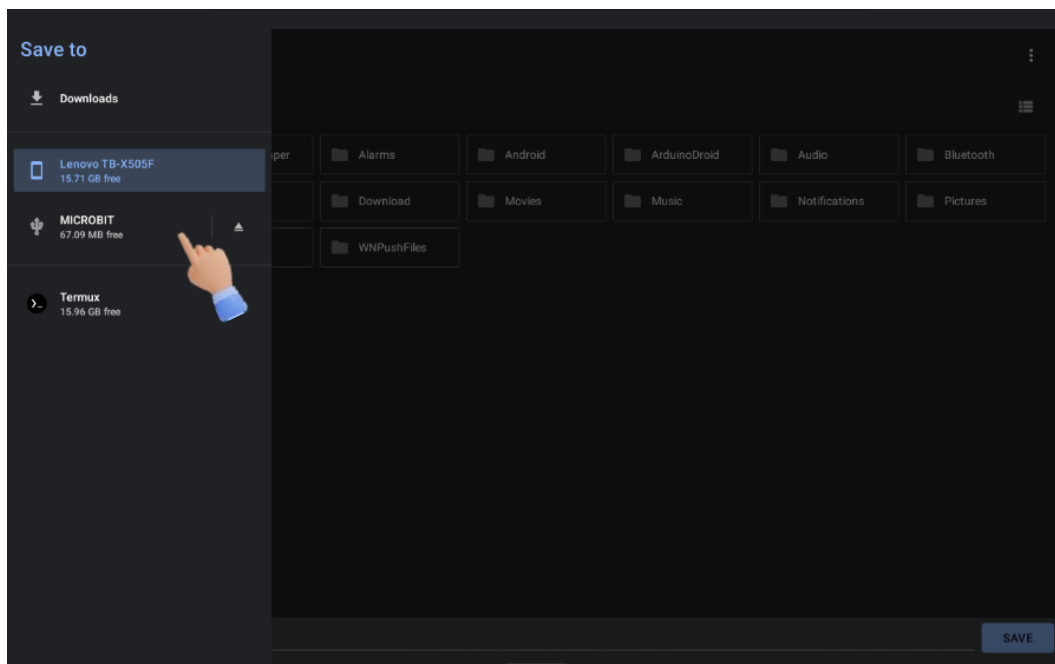 Save to
Downloads
Lenovo TB-X505F
15.71 GB free
MICROBIT
67.09 MB free
Termux
15.96 GB free
Alarms
Android
ArduinoDroid
Audio
Bluetooth
Download
Movies
Music
Notifications
Pictures
WNPushFiles
SAVE